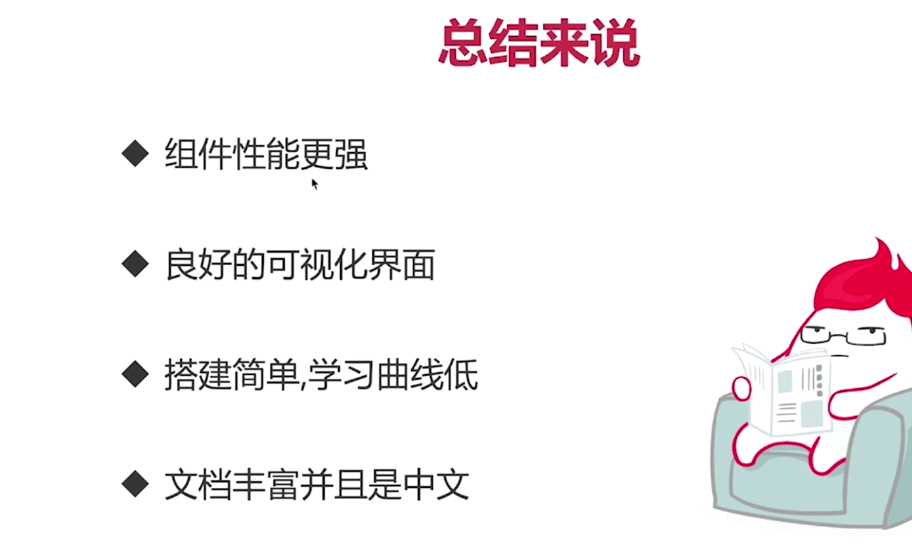 总结来说
◆ 组件性能更强
◆ 良好的可视化界面
◆ 搭建简单,学习曲线低
◆ 文档丰富并且是中文